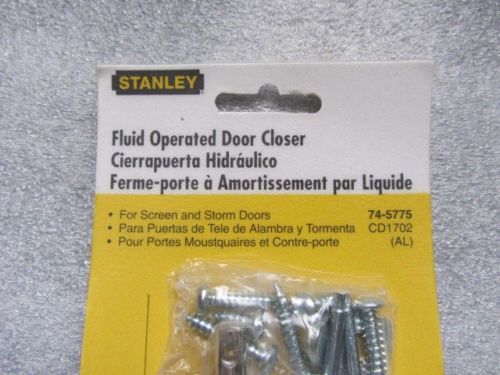 STANLEY
Fluid Operated Door Closer
Cierrapuerta Hidráulico
Ferme-porte à Amortissement par Liquide
• For Screen and Storm Doors 74-5775
• Para Puertas de Tele de Alambra y Tormenta CD1702
• Pour Portes Moustquaires et Contre-porte (AL)